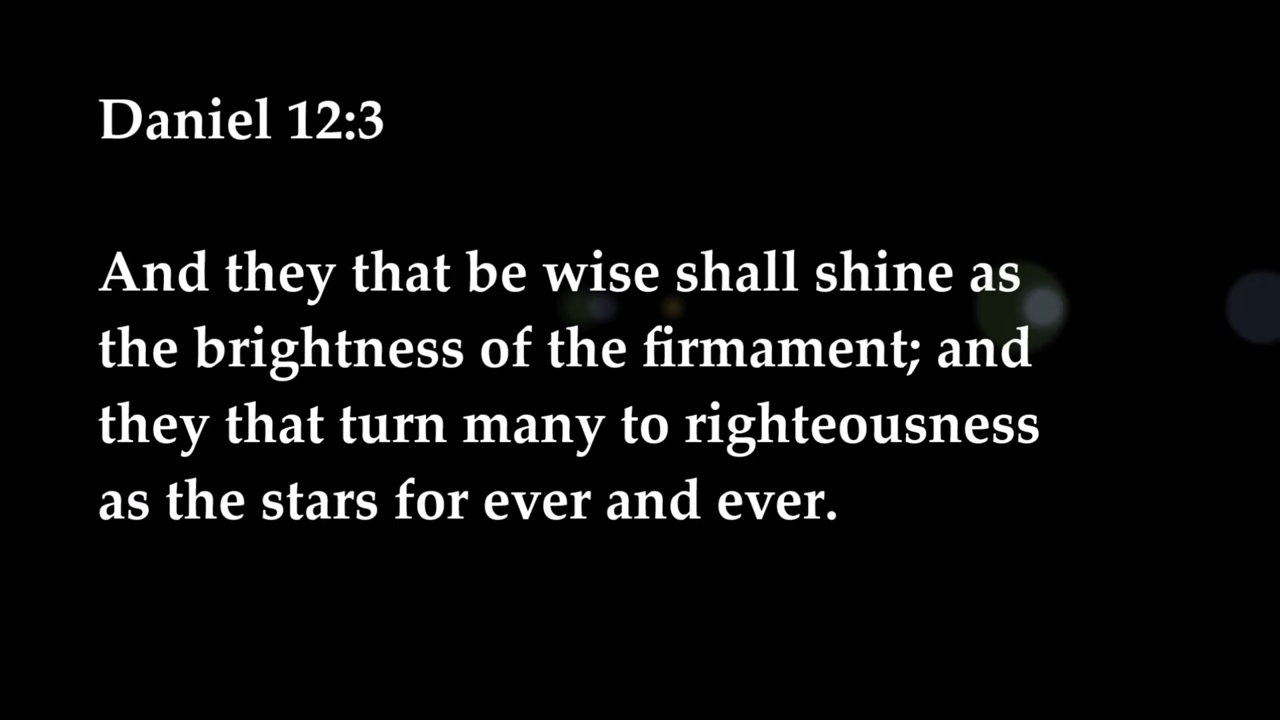 Daniel 12:3
And they that be wise shall shine as
the brightness of the firmament; and
they that turn many to righteousness
as the stars for ever and ever.